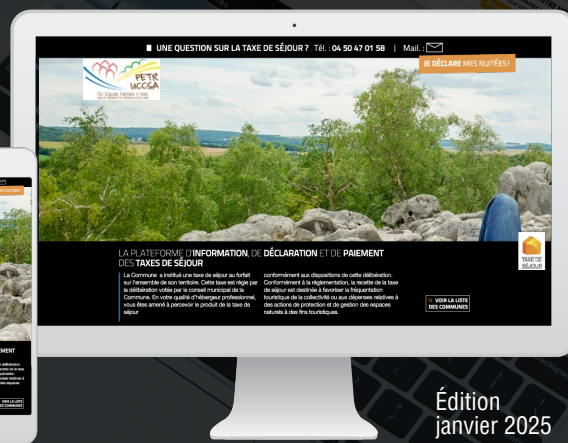 UNE QUESTION SUR LA TAXE DE SÉJOUR ? Tél. : 04 50 47 01 58 | Mail. :
JE DÉCLARE MES NUITÉES !
PETR
UCCSA
LA PLATEFORME D'INFORMATION, DE DÉCLARATION ET DE PAIEMENT
DES TAXES DE SÉJOUR
La Commune a institué une taxe de séjour au forfait
sur l'ensemble de son territoire. Cette taxe est régie par
la délibération votée par le conseil municipal de la
Commune. En votre qualité d'hébergeur professionnel,
vous êtes amené à percevoir le produit de la taxe de
séjour
conformément aux dispositions de cette délibération.
Conformément à la réglementation, la recette de la taxe
de séjour est destinée à favoriser la fréquentation
touristique de la collectivité ou aux dépenses relatives à
des actions de protection et de gestion des espaces
naturels à des fins touristiques.
TAXE DE
SÉJOUR
VOIR LA LISTE
DES COMMUNES
Édition
janvier 2025